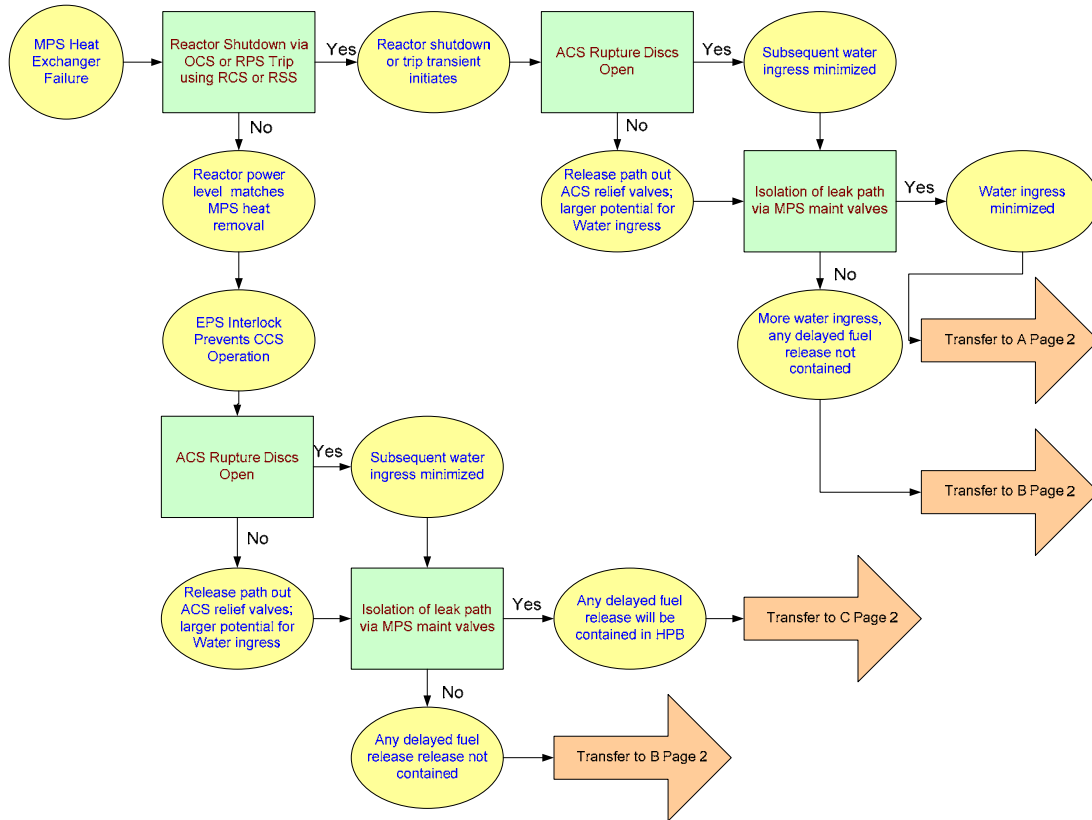 MPS Heat
Exchanger
Failure
Reactor Shutdown via
OCS or RPS Trip
using RCS or RSS
Yes
Reactor shutdown
or trip transient
initiates
ACS Rupture Discs
Open
Yes
Subsequent water
ingress minimized
No
No
Reactor power
level matches
MPS heat
removal
Release path out
ACS relief valves;
larger potential for
Water ingress
Isolation of leak path
via MPS maint valves
Yes
Water ingress
minimized
No
EPS Interlock
Prevents CCS
Operation
More water ingress,
any delayed fuel
release not
contained
Transfer to A Page 2
ACS Rupture Discs
Open
Yes
Subsequent water
ingress minimized
Transfer to B Page 2
No
Release path out
ACS relief valves;
larger potential for
Water ingress
Isolation of leak path
via MPS maint valves
Yes
Any delayed fuel
release will be
contained in HPB
Transfer to C Page 2
No
Any delayed fuel
release release not
contained
Transfer to B Page 2